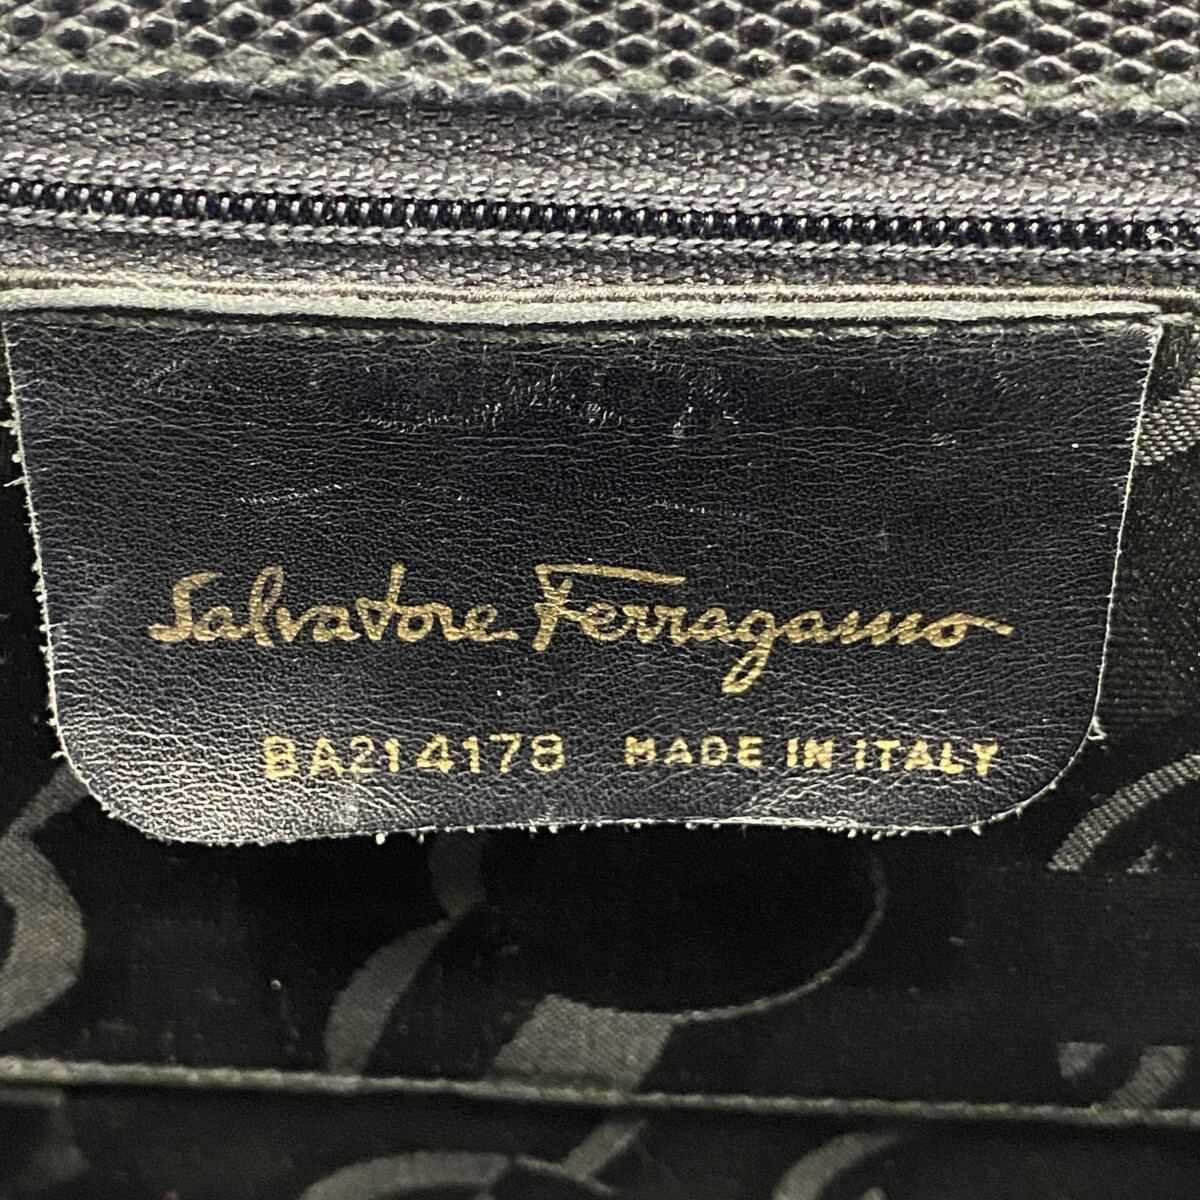 Salvatore Ferragamo
BA214178 MADE IN ITALY